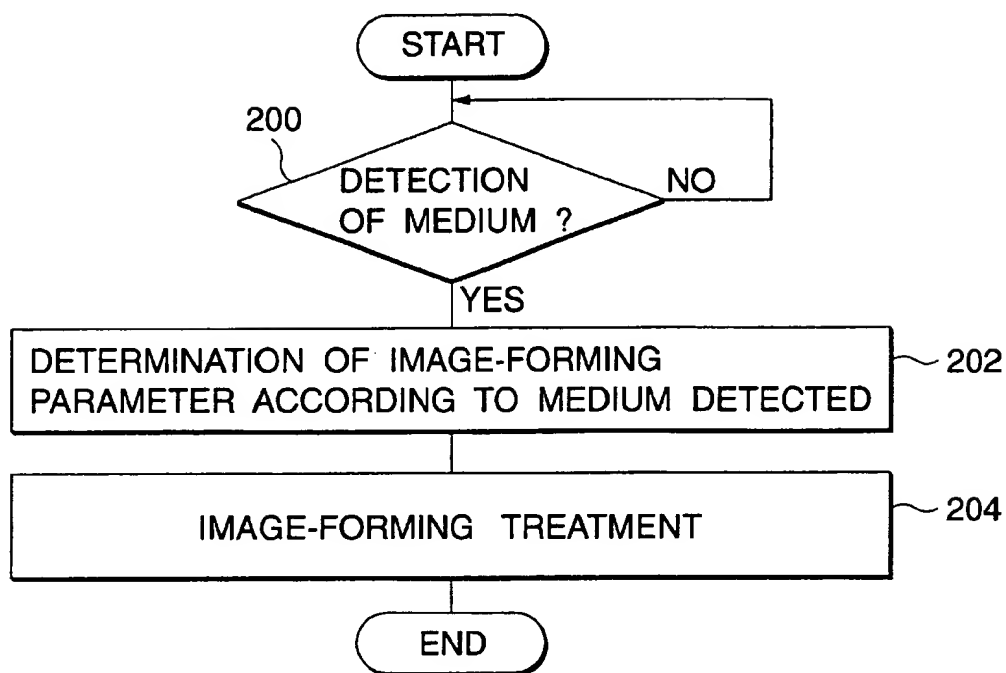 START
200
DETECTION
OF MEDIUM ?
NO
YES
DETERMINATION OF IMAGE-FORMING
PARAMETER ACCORDING TO MEDIUM DETECTED
202
IMAGE-FORMING TREATMENT
204
END